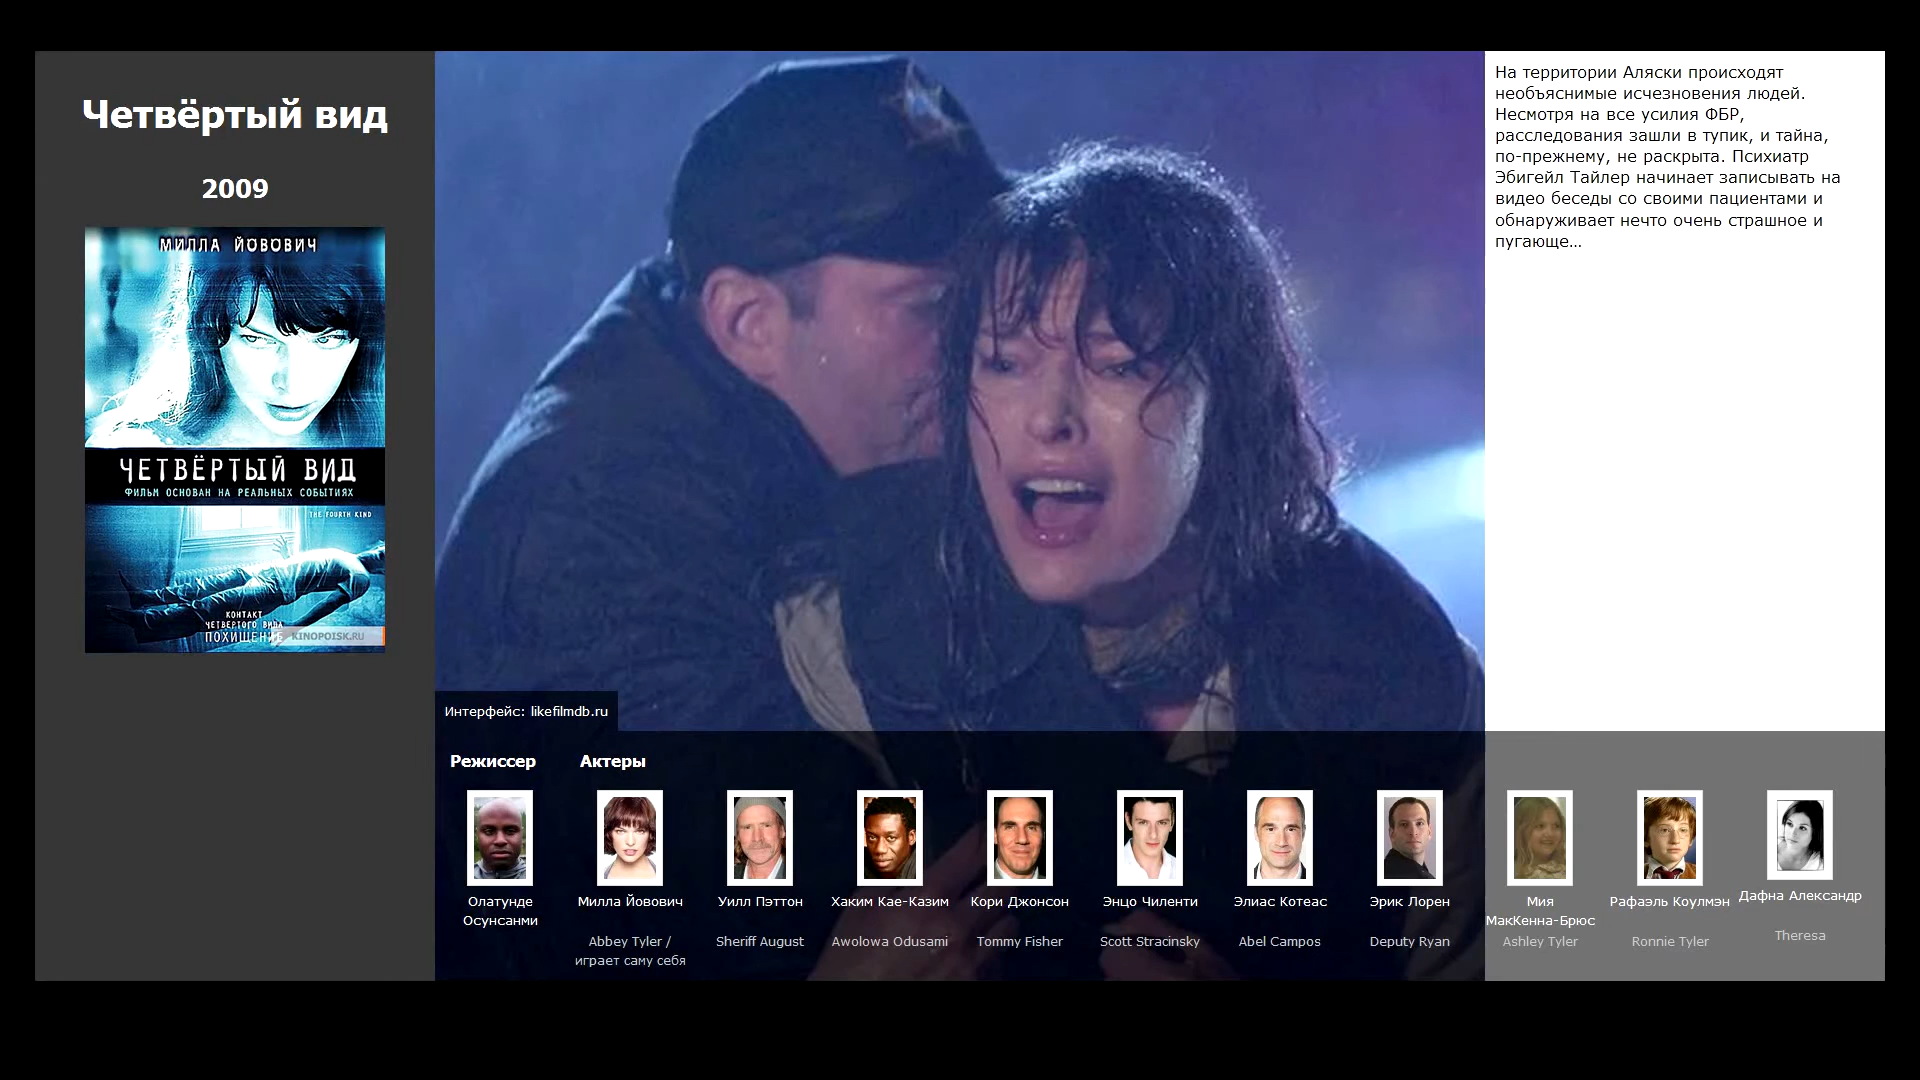 Четвёртый вид
2009
МИЛЛА ЙОВОВИЧ
ЧЕТВЁРТЫЙ ВИД
ФИЛЬМ ОСНОВАН НА РЕАЛЬНЫХ СОБЫТИЯХ
THE FOURTH KIND
КОНТАКТ
ЧЕТВЕРТОГО ВИДА
ПОХИЩЕНИЕ
KINOPOISK.RU
На территории Аляски происходят
необъяснимые исчезновения людей.
Несмотря на все усилия ФБР,
расследования зашли в тупик, и тайна,
по-прежнему, не раскрыта. Психиатр
Эбигейл Тайлер начинает записывать на
видео беседы со своими пациентами и
обнаруживает нечто очень страшное и
пугающе...
Интерфейс: likefilmdb.ru
Режиссер
Актеры
Олатунде
Осунсанми
Милла Йовович
Abbey Tyler /
играет саму себя
Уилл Пэттон
Sheriff August
Хаким Кае-Казим
Awolowa Odusami
Кори Джонсон
Tommy Fisher
Энцо Чиленти
Scott Stracinsky
Элиас Котеас
Abel Campos
Эрик Лорен
Deputy Ryan
Мия
МакКенна-Брюс
Ashley Tyler
Рафаэль Коулмэн
Ronnie Tyler
Дафна Александр
Theresa